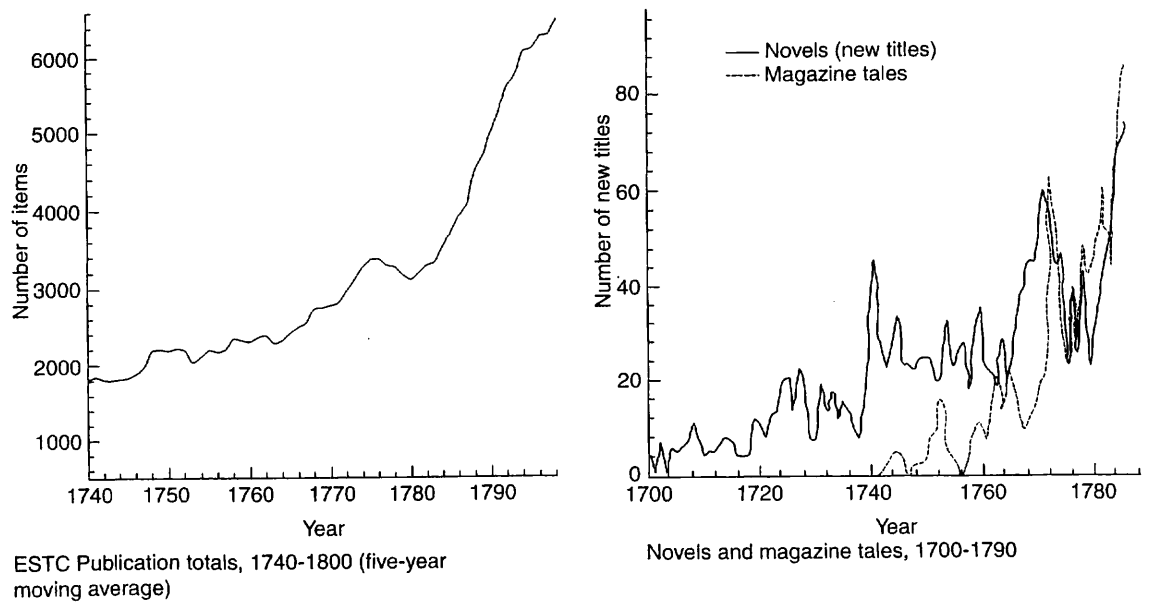 6000
5000
4000
3000
2000
1000
Number of items
1740 1750 1760 1770 1780 1790
Year
ESTC Publication totals, 1740-1800 (five-year
moving average)
Novels (new titles)
Magazine tales
80
60
40
20
0
Number of new titles
1700 1720 1740 1760 1780
Year
Novels and magazine tales, 1700-1790